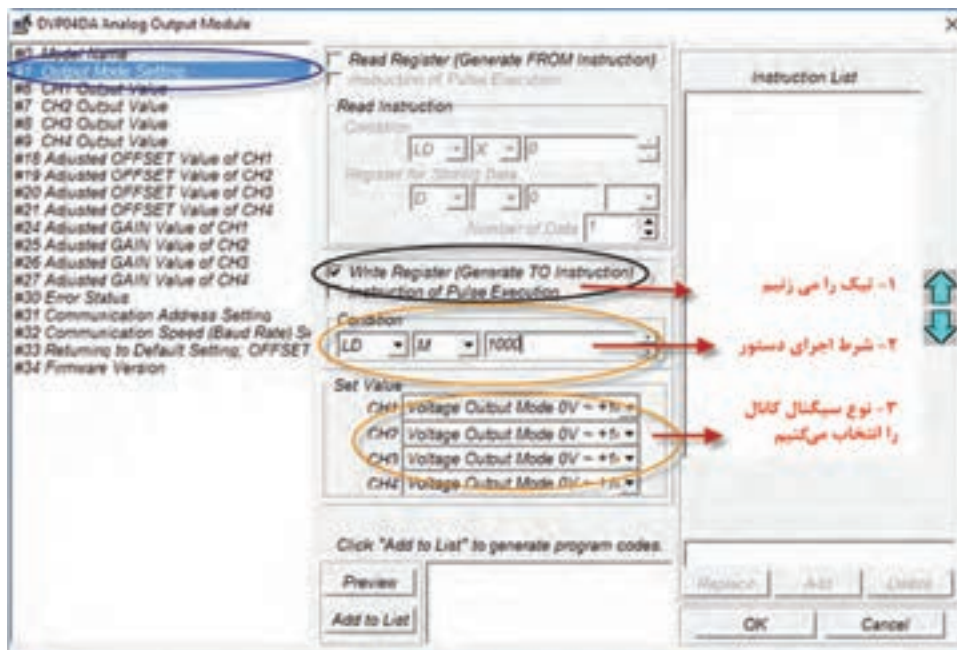 DVP04DA Analog Output Module
#0 Model Name
#1 Output Mode Setting
#6 CH1 Output Value
#7 CH2 Output Value
#8 CH3 Output Value
#9 CH4 Output Value
#18 Adjusted OFFSET Value of CH1
#19 Adjusted OFFSET Value of CH2
#20 Adjusted OFFSET Value of CH3
#21 Adjusted OFFSET Value of CH4
#24 Adjusted GAIN Value of CH1
#25 Adjusted GAIN Value of CH2
#26 Adjusted GAIN Value of CH3
#27 Adjusted GAIN Value of CH4
#30 Error Status
#31 Communication Address Setting
#32 Communication Speed (Baud Rate) Se
#33 Returning to Default Setting; OFFSET
#34 Firmware Version
Read Register (Generate FROM Instruction)
Instruction of Pulse Execution
Read Instruction
Condition
LD X 0
Register for Storing Data
D 0
Number of Data 1
Write Register (Generate TO Instruction)
Instruction of Pulse Execution
Condition
LD M 1000
Set Value
CH1 Voltage Output Mode 0V ~ +1
CH2 Voltage Output Mode 0V ~ +1
CH3 Voltage Output Mode 0V ~ +1
CH4 Voltage Output Mode 0V ~ +1
Click "Add to List" to generate program codes.
Preview
Add to List
Instruction List
۱- تیک را می زنیم
۲- شرط اجرای دستور
۳- نوع سیگنال کانال
را انتخاب می‌کنیم
Replace Add Delete
OK Cancel